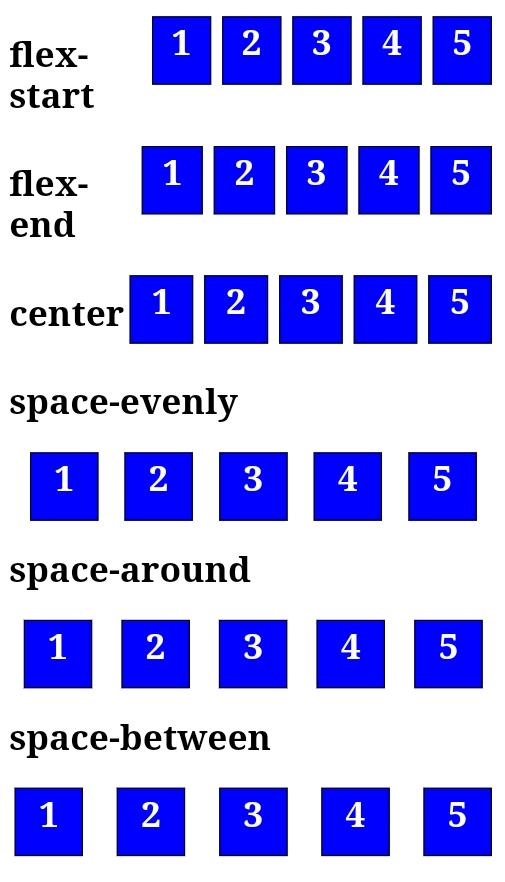 flex-
start
1 2 3 4 5
flex-
end
1 2 3 4 5
center 1 2 3 4 5
space-evenly
1 2 3 4 5
space-around
1 2 3 4 5
space-between
1 2 3 4 5